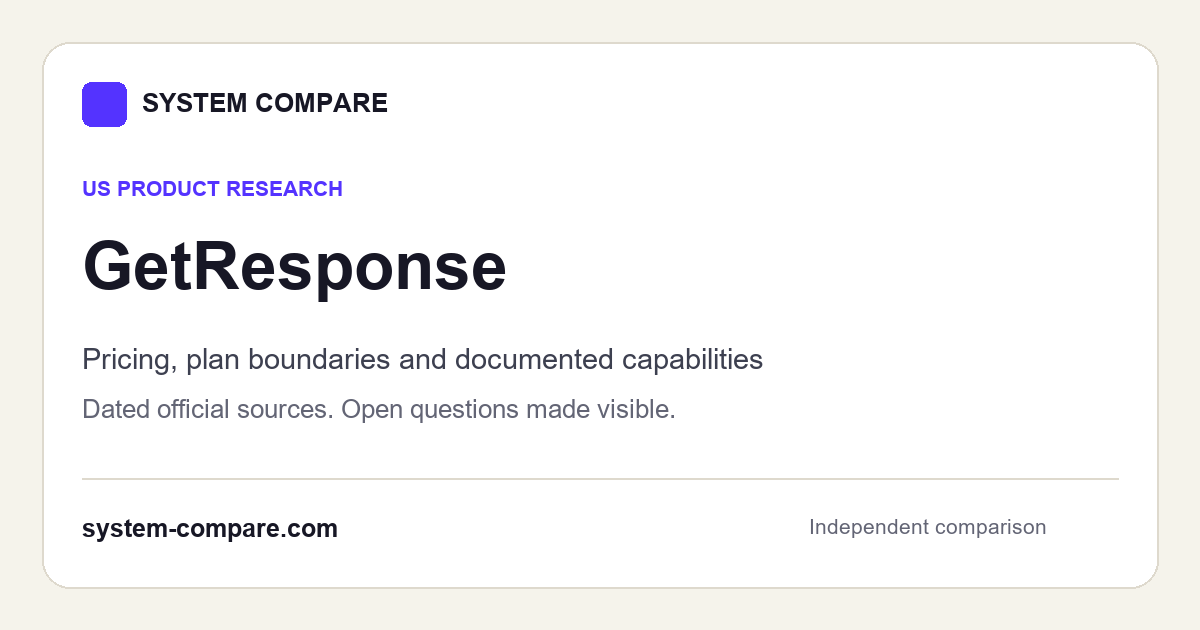 SYSTEM COMPARE
US PRODUCT RESEARCH
GetResponse
Pricing, plan boundaries and documented capabilities
Dated official sources. Open questions made visible.
system-compare.com
Independent comparison